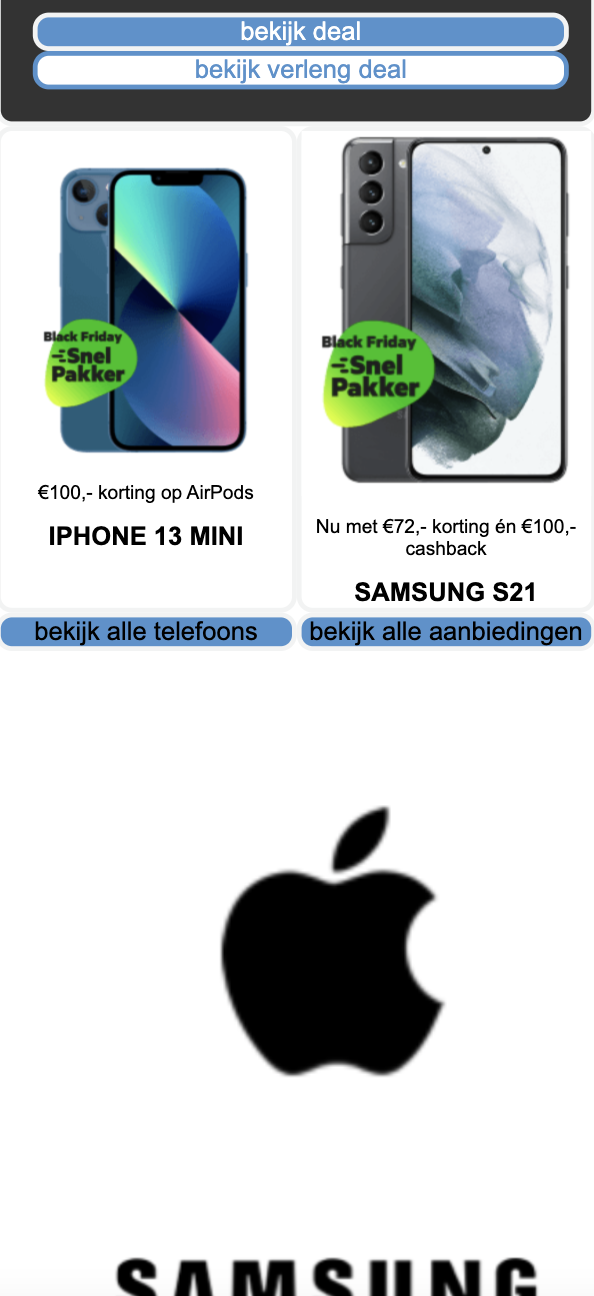 bekijk deal
bekijk verleng deal
Black Friday
Snel
Pakker
€100,- korting op AirPods
IPHONE 13 MINI
Black Friday
Snel
Pakker
Nu met €72,- korting én €100,-
cashback
SAMSUNG S21
bekijk alle telefoons
bekijk alle aanbiedingen
SAMSUNG